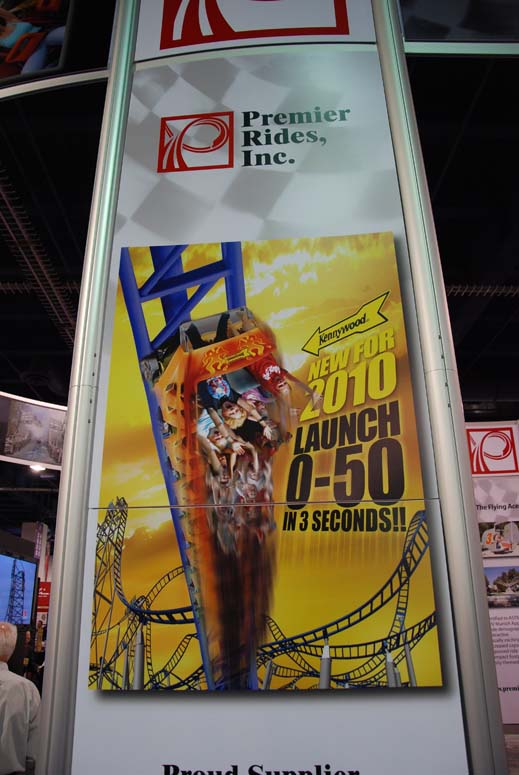 Premier
Rides,
Inc.
Kennywood
NEW FOR
2010
LAUNCH
0-50
IN 3 SECONDS!!
The Flying Ace
Proud Supplier